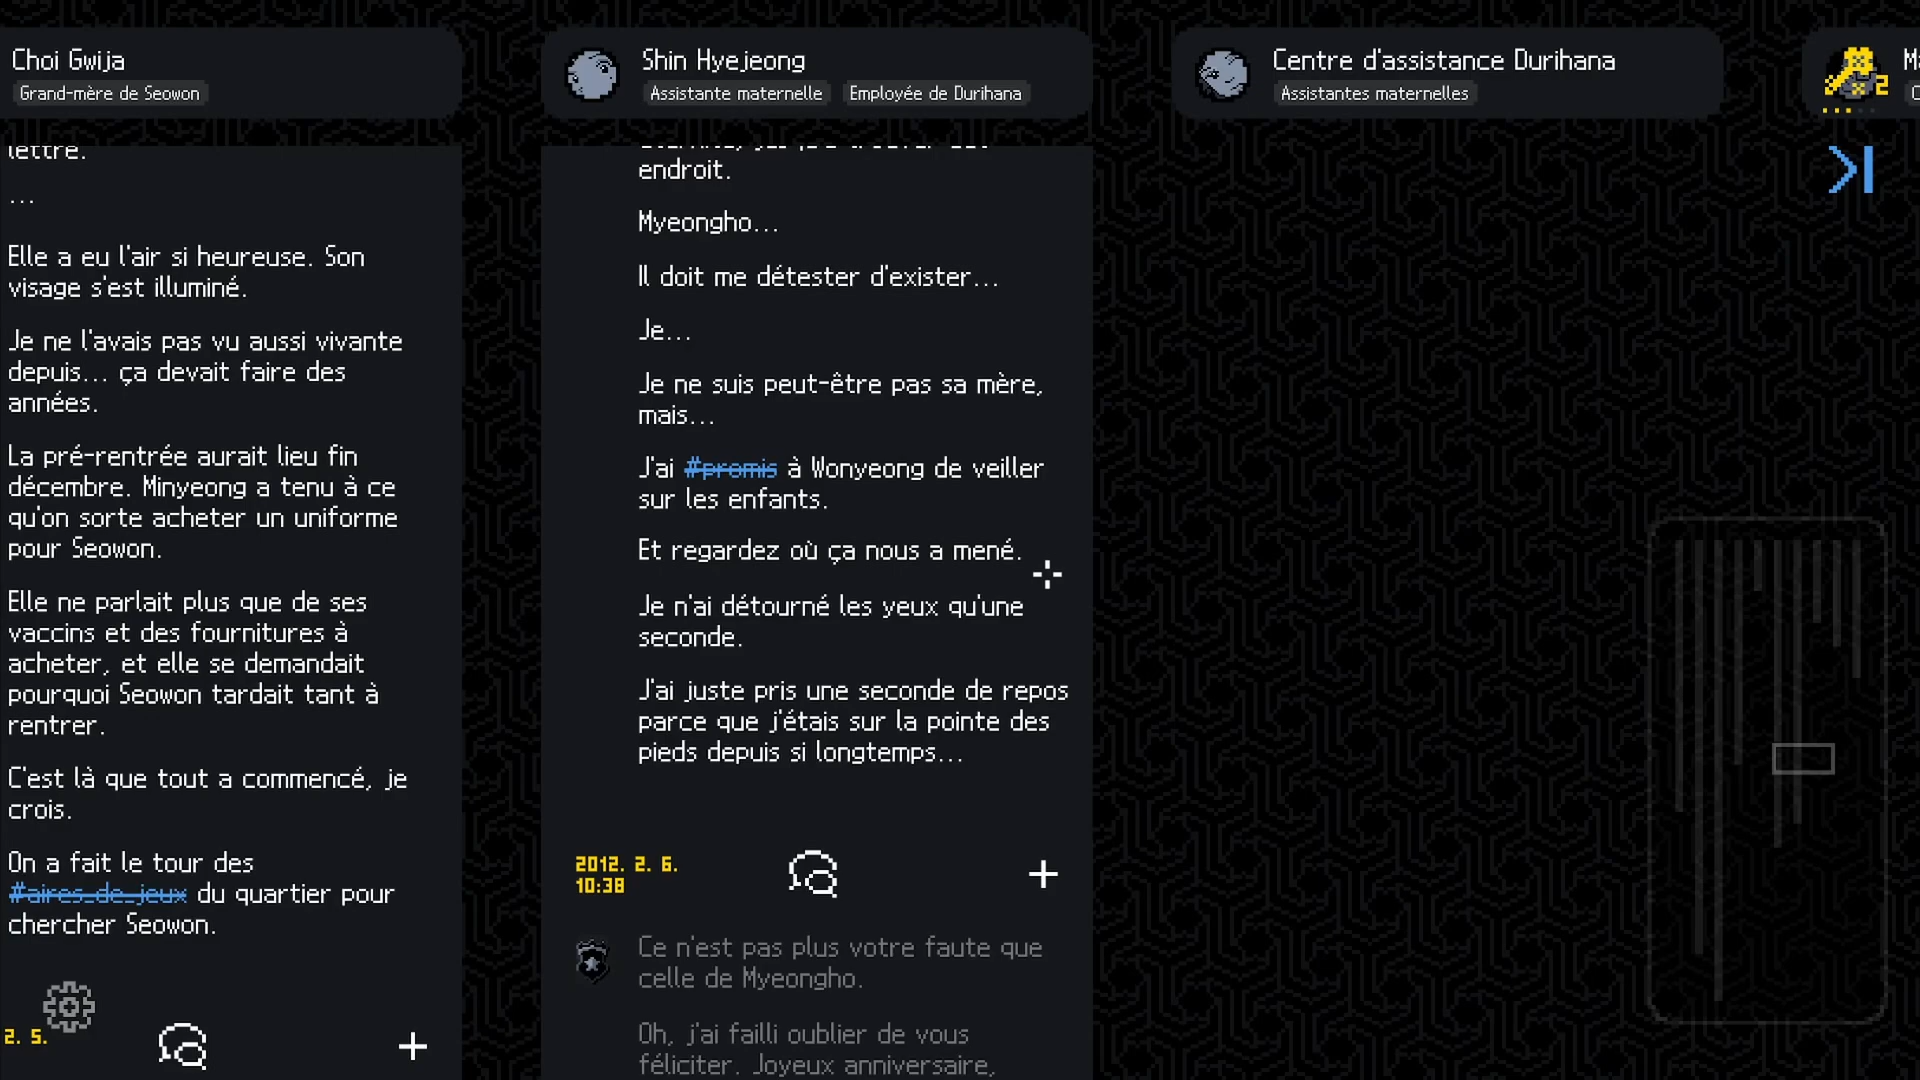 Choi Gwija
Grand-mère de Seowon
lettre.
...
Elle a eu l'air si heureuse. Son
visage s'est illuminé.
Je ne l'avais pas vu aussi vivante
depuis... ça devait faire des
années.
La pré-rentrée aurait lieu fin
décembre. Minyeong a tenu à ce
qu'on sorte acheter un uniforme
pour Seowon.
Elle ne parlait plus que de ses
vaccins et des fournitures à
acheter, et elle se demandait
pourquoi Seowon tardait tant à
rentrer.
C'est là que tout a commencé, je
crois.
On a fait le tour des
#aires_de_jeux du quartier pour
chercher Seowon.
2. 5.
Shin Hyejeong
Assistante maternelle
Employée de Durihana
endroit.
Myeongho...
Il doit me détester d'exister...
Je...
Je ne suis peut-être pas sa mère,
mais...
J'ai #promis à Wonyeong de veiller
sur les enfants.
Et regardez où ça nous a mené.
Je n'ai détourné les yeux qu'une
seconde.
J'ai juste pris une seconde de repos
parce que j'étais sur la pointe des
pieds depuis si longtemps...
2012. 2. 6.
10:38
Ce n'est pas plus votre faute que
celle de Myeongho.
Oh, j'ai failli oublier de vous
féliciter. Joyeux anniversaire,
Centre d'assistance Durihana
Assistantes maternelles
2